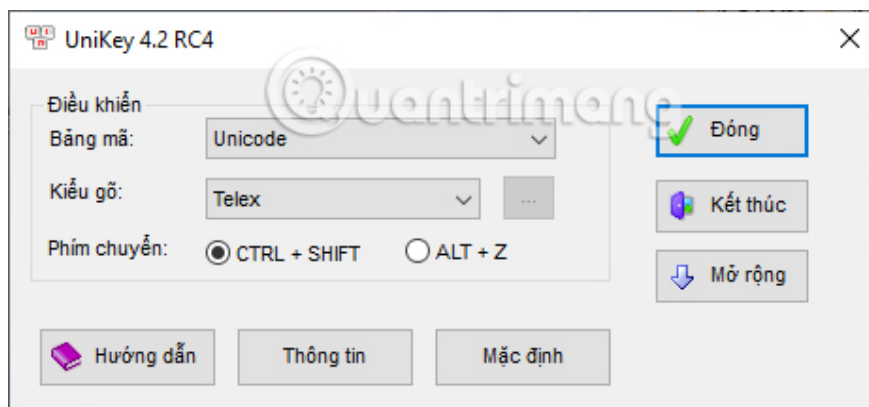 UniKey 4.2 RC4
Quantrimang
Điều khiển
Bảng mã: Unicode
Đóng
Kiểu gõ: Telex ...
Kết thúc
Phím chuyển: CTRL + SHIFT ALT + Z
Mở rộng
Hướng dẫn Thông tin Mặc định